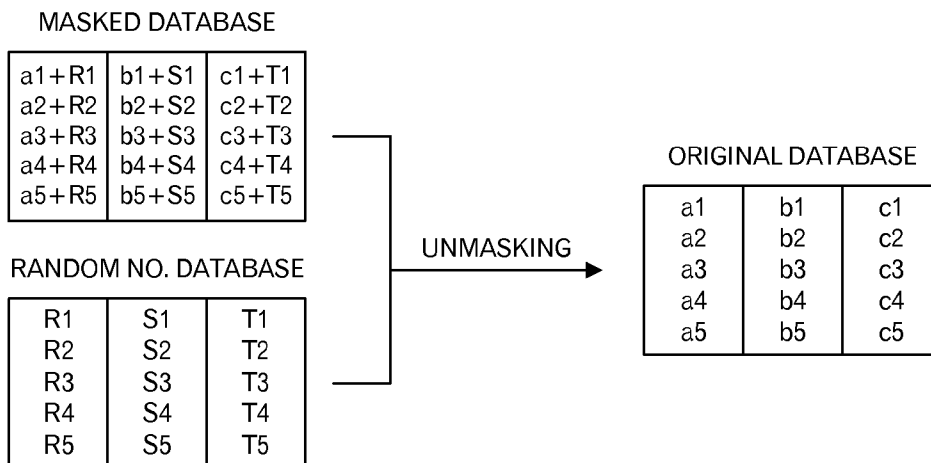 MASKED DATABASE
a1+R1 b1+S1 c1+T1
a2+R2 b2+S2 c2+T2
a3+R3 b3+S3 c3+T3
a4+R4 b4+S4 c4+T4
a5+R5 b5+S5 c5+T5
RANDOM NO. DATABASE
R1 S1 T1
R2 S2 T2
R3 S3 T3
R4 S4 T4
R5 S5 T5
UNMASKING
ORIGINAL DATABASE
a1 b1 c1
a2 b2 c2
a3 b3 c3
a4 b4 c4
a5 b5 c5